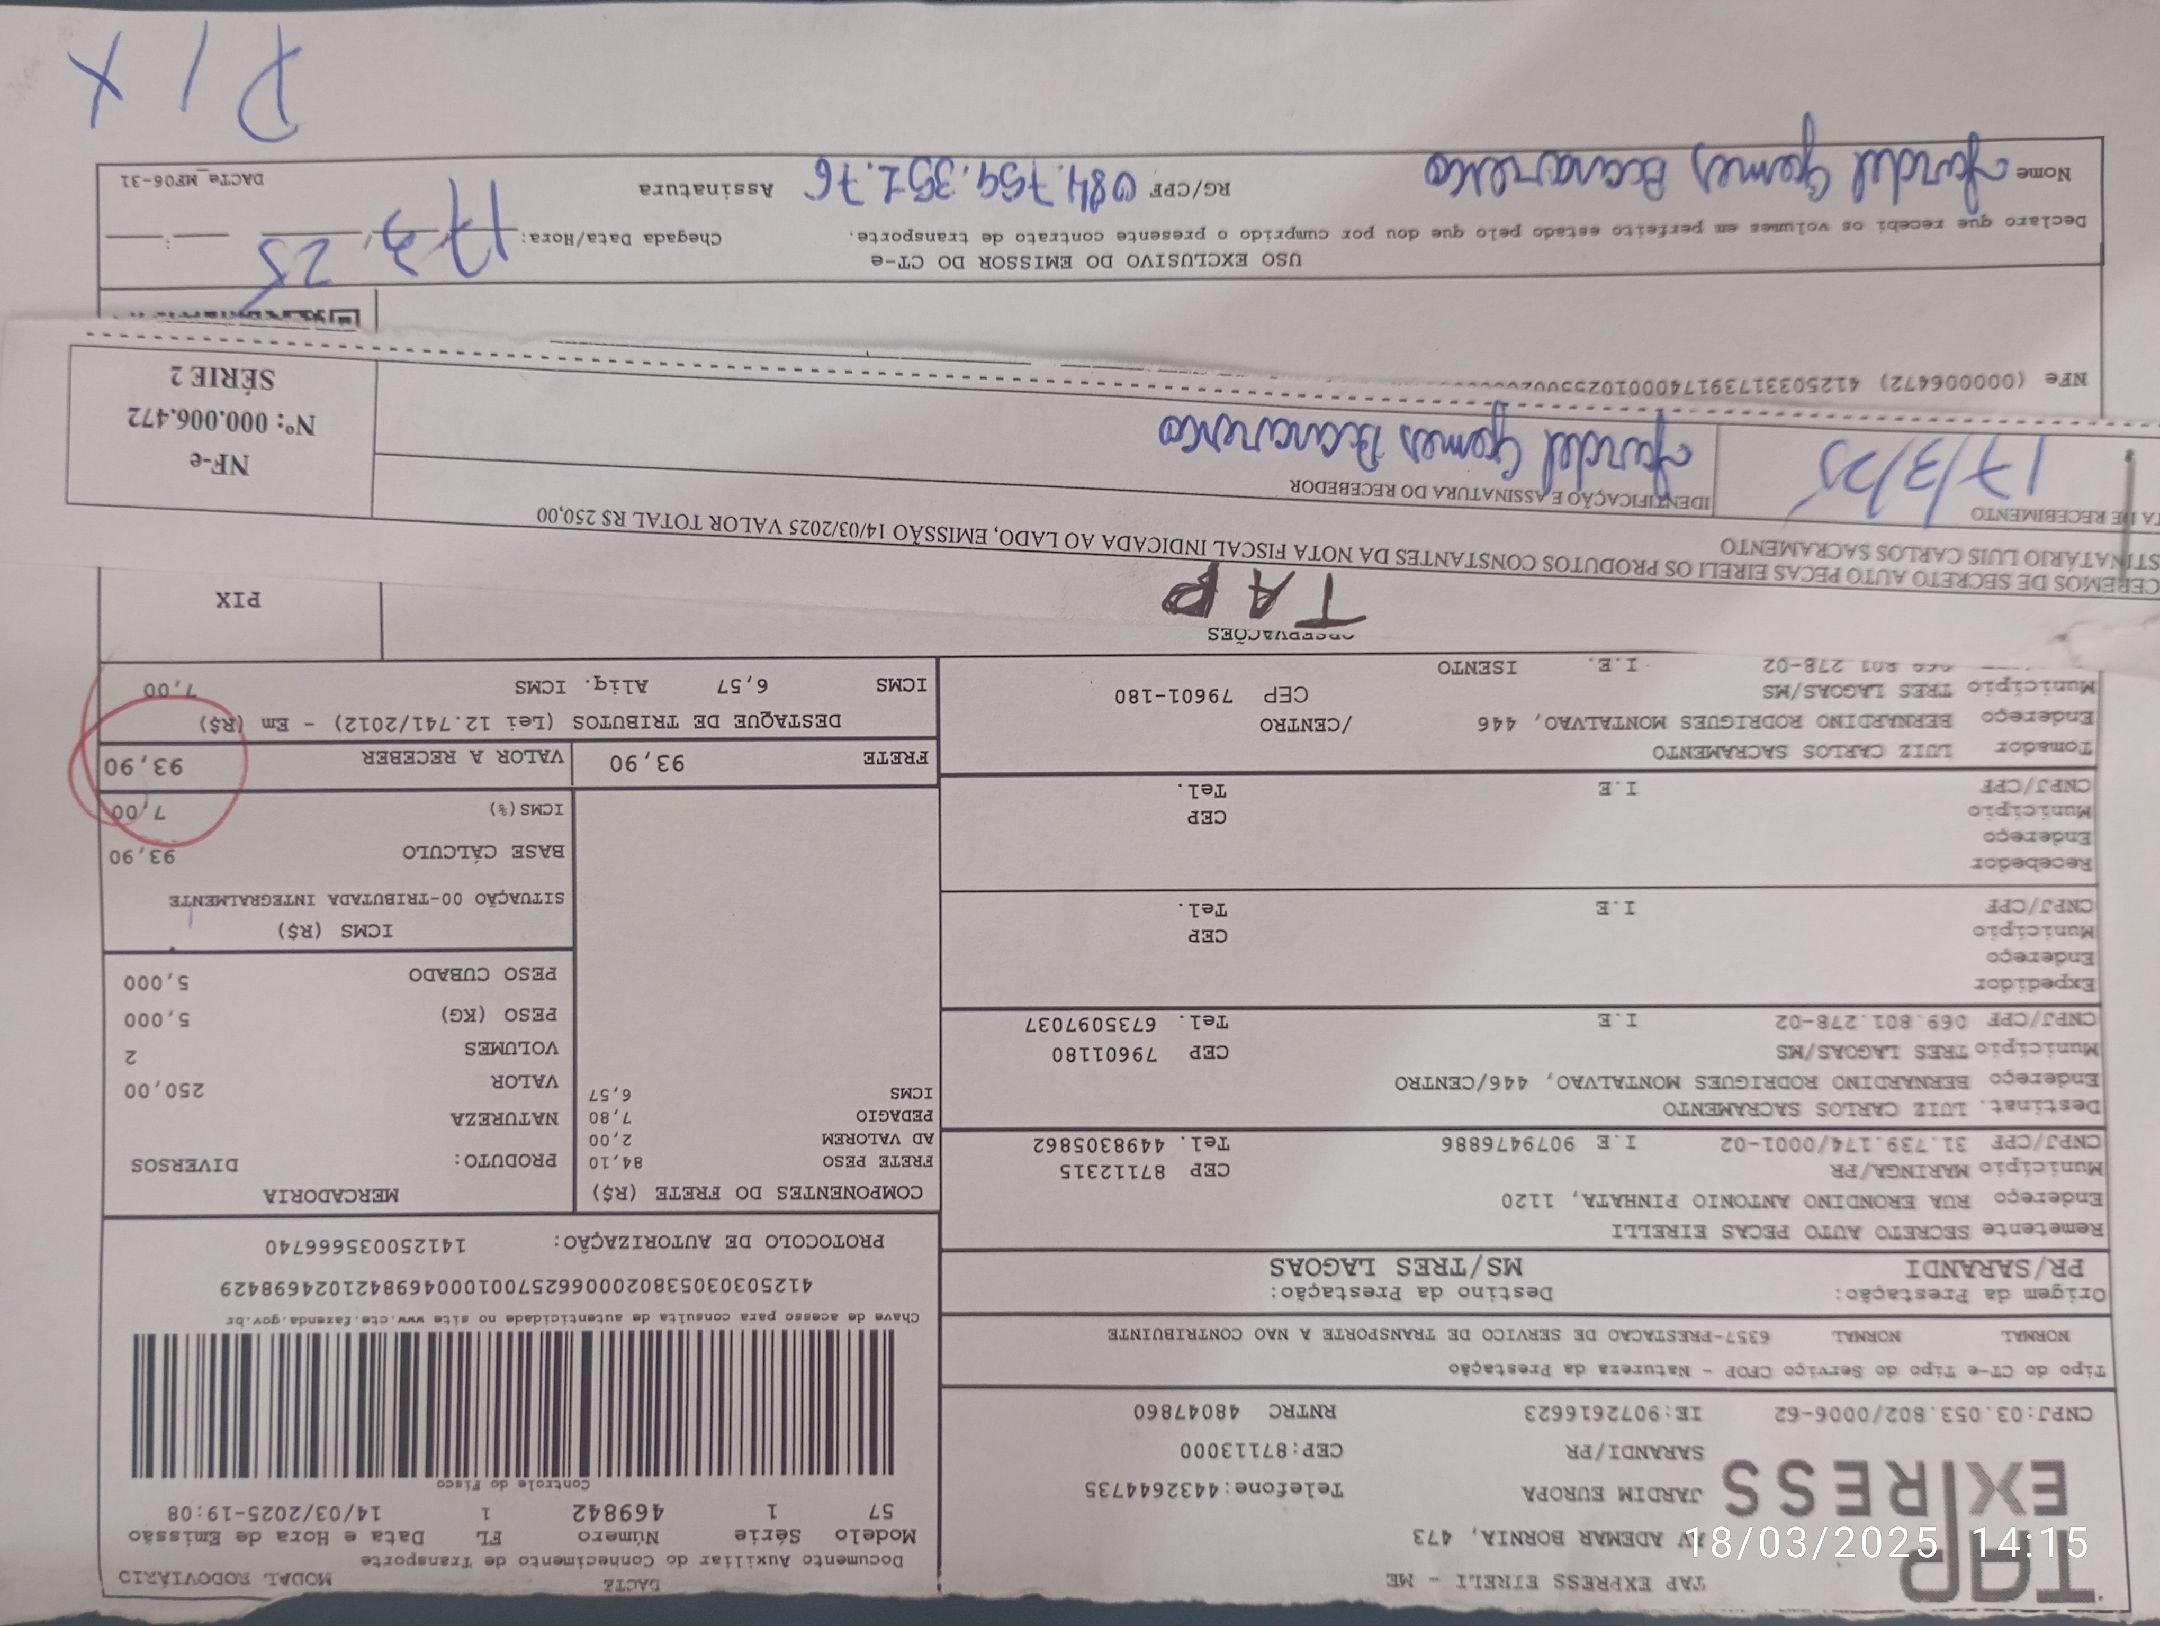 TAP EXPRESS
TAP EXPRESS EIRELI - ME
AV ADEMAR BORNIA, 473
JARDIM EUROPA Telefone:4432644735
SARANDI/PR CEP:87113000
CNPJ:03.053.802/0006-62 IE:9072616623 RNTRC 48047860
DACTE MODAL RODOVIÁRIO
Documento Auxiliar do Conhecimento de Transporte
Modelo Série Número FL Data e Hora de Emissão
57 1 469842 1 14/03/2025-19:08
Controle do Fisco
Chave de acesso para consulta de autenticidade no site www.cte.fazenda.gov.br
41250303053802000662570010004698421024698429
PROTOCOLO DE AUTORIZAÇÃO: 141250035666740
Tipo do CT-e Tipo do Serviço CFOP - Natureza da Prestação
NORMAL NORMAL 6357-PRESTACAO DE SERVICO DE TRANSPORTE A NAO CONTRIBUINTE
Origem da Prestação: Destino da Prestação:
PR/SARANDI MS/TRES LAGOAS
Remetente SECRETO AUTO PECAS EIRELLI
Endereço RUA ERONDINO ANTONIO PINHATA, 1120
Município MARINGA/PR CEP 87112315
CNPJ/CPF 31.739.174/0001-02 I.E 9079476886 Tel. 4498305862
Destinat. LUIZ CARLOS SACRAMENTO
Endereço BERNARDINO RODRIGUES MONTALVAO, 446/CENTRO
Município TRES LAGOAS/MS CEP 79601180
CNPJ/CPF 069.801.278-02 I.E Tel. 6735097037
Expedidor
Endereço
Município CEP
CNPJ/CPF I.E Tel.
Recebedor
Endereço
Município CEP
CNPJ/CPF I.E Tel.
Tomador LUIZ CARLOS SACRAMENTO
Endereço BERNARDINO RODRIGUES MONTALVAO, 446 /CENTRO
Município TRES LAGOAS/MS CEP 79601-180
278-02 I.E. ISENTO
COMPONENTES DO FRETE (R$)
FRETE PESO 84,10
AD VALOREM 2,00
PEDAGIO 7,80
ICMS 6,57
MERCADORIA
PRODUTO: DIVERSOS
NATUREZA
VALOR 250,00
VOLUMES 2
PESO (KG) 5,000
PESO CUBADO 5,000
ICMS (R$)
SITUAÇÃO 00-TRIBUTADA INTEGRALMENTE
BASE CÁLCULO 93,90
ICMS(%) 7,00
FRETE 93,90 VALOR A RECEBER 93,90
DESTAQUE DE TRIBUTOS (Lei 12.741/2012) - Em (R$)
ICMS 6,57 Aliq. ICMS 7,00
OBSERVAÇÕES
PIX
TAP
CEREMOS DE SECRETO AUTO PECAS EIRELI OS PRODUTOS CONSTANTES DA NOTA FISCAL INDICADA AO LADO, EMISSÃO 14/03/2025 VALOR TOTAL R$ 250,00
STINATÁRIO LUIS CARLOS SACRAMENTO
TA DE RECEBIMENTO IDENTIFICAÇÃO E ASSINATURA DO RECEBEDOR
17/3/25
Gomes
NF-e
Nº: 000.006.472
SÉRIE 2
NFe (000006472)
USO EXCLUSIVO DO EMISSOR DO CT-e
Declaro que recebi os volumes em perfeito estado pelo que dou por cumprido o presente contrato de transporte. Chegada Data/Hora: 17 3 25
Nome Gomes RG/CPF 084.759.351.76 Assinatura
DACTe_MF06-31
PIX
18/03/2025 14:15